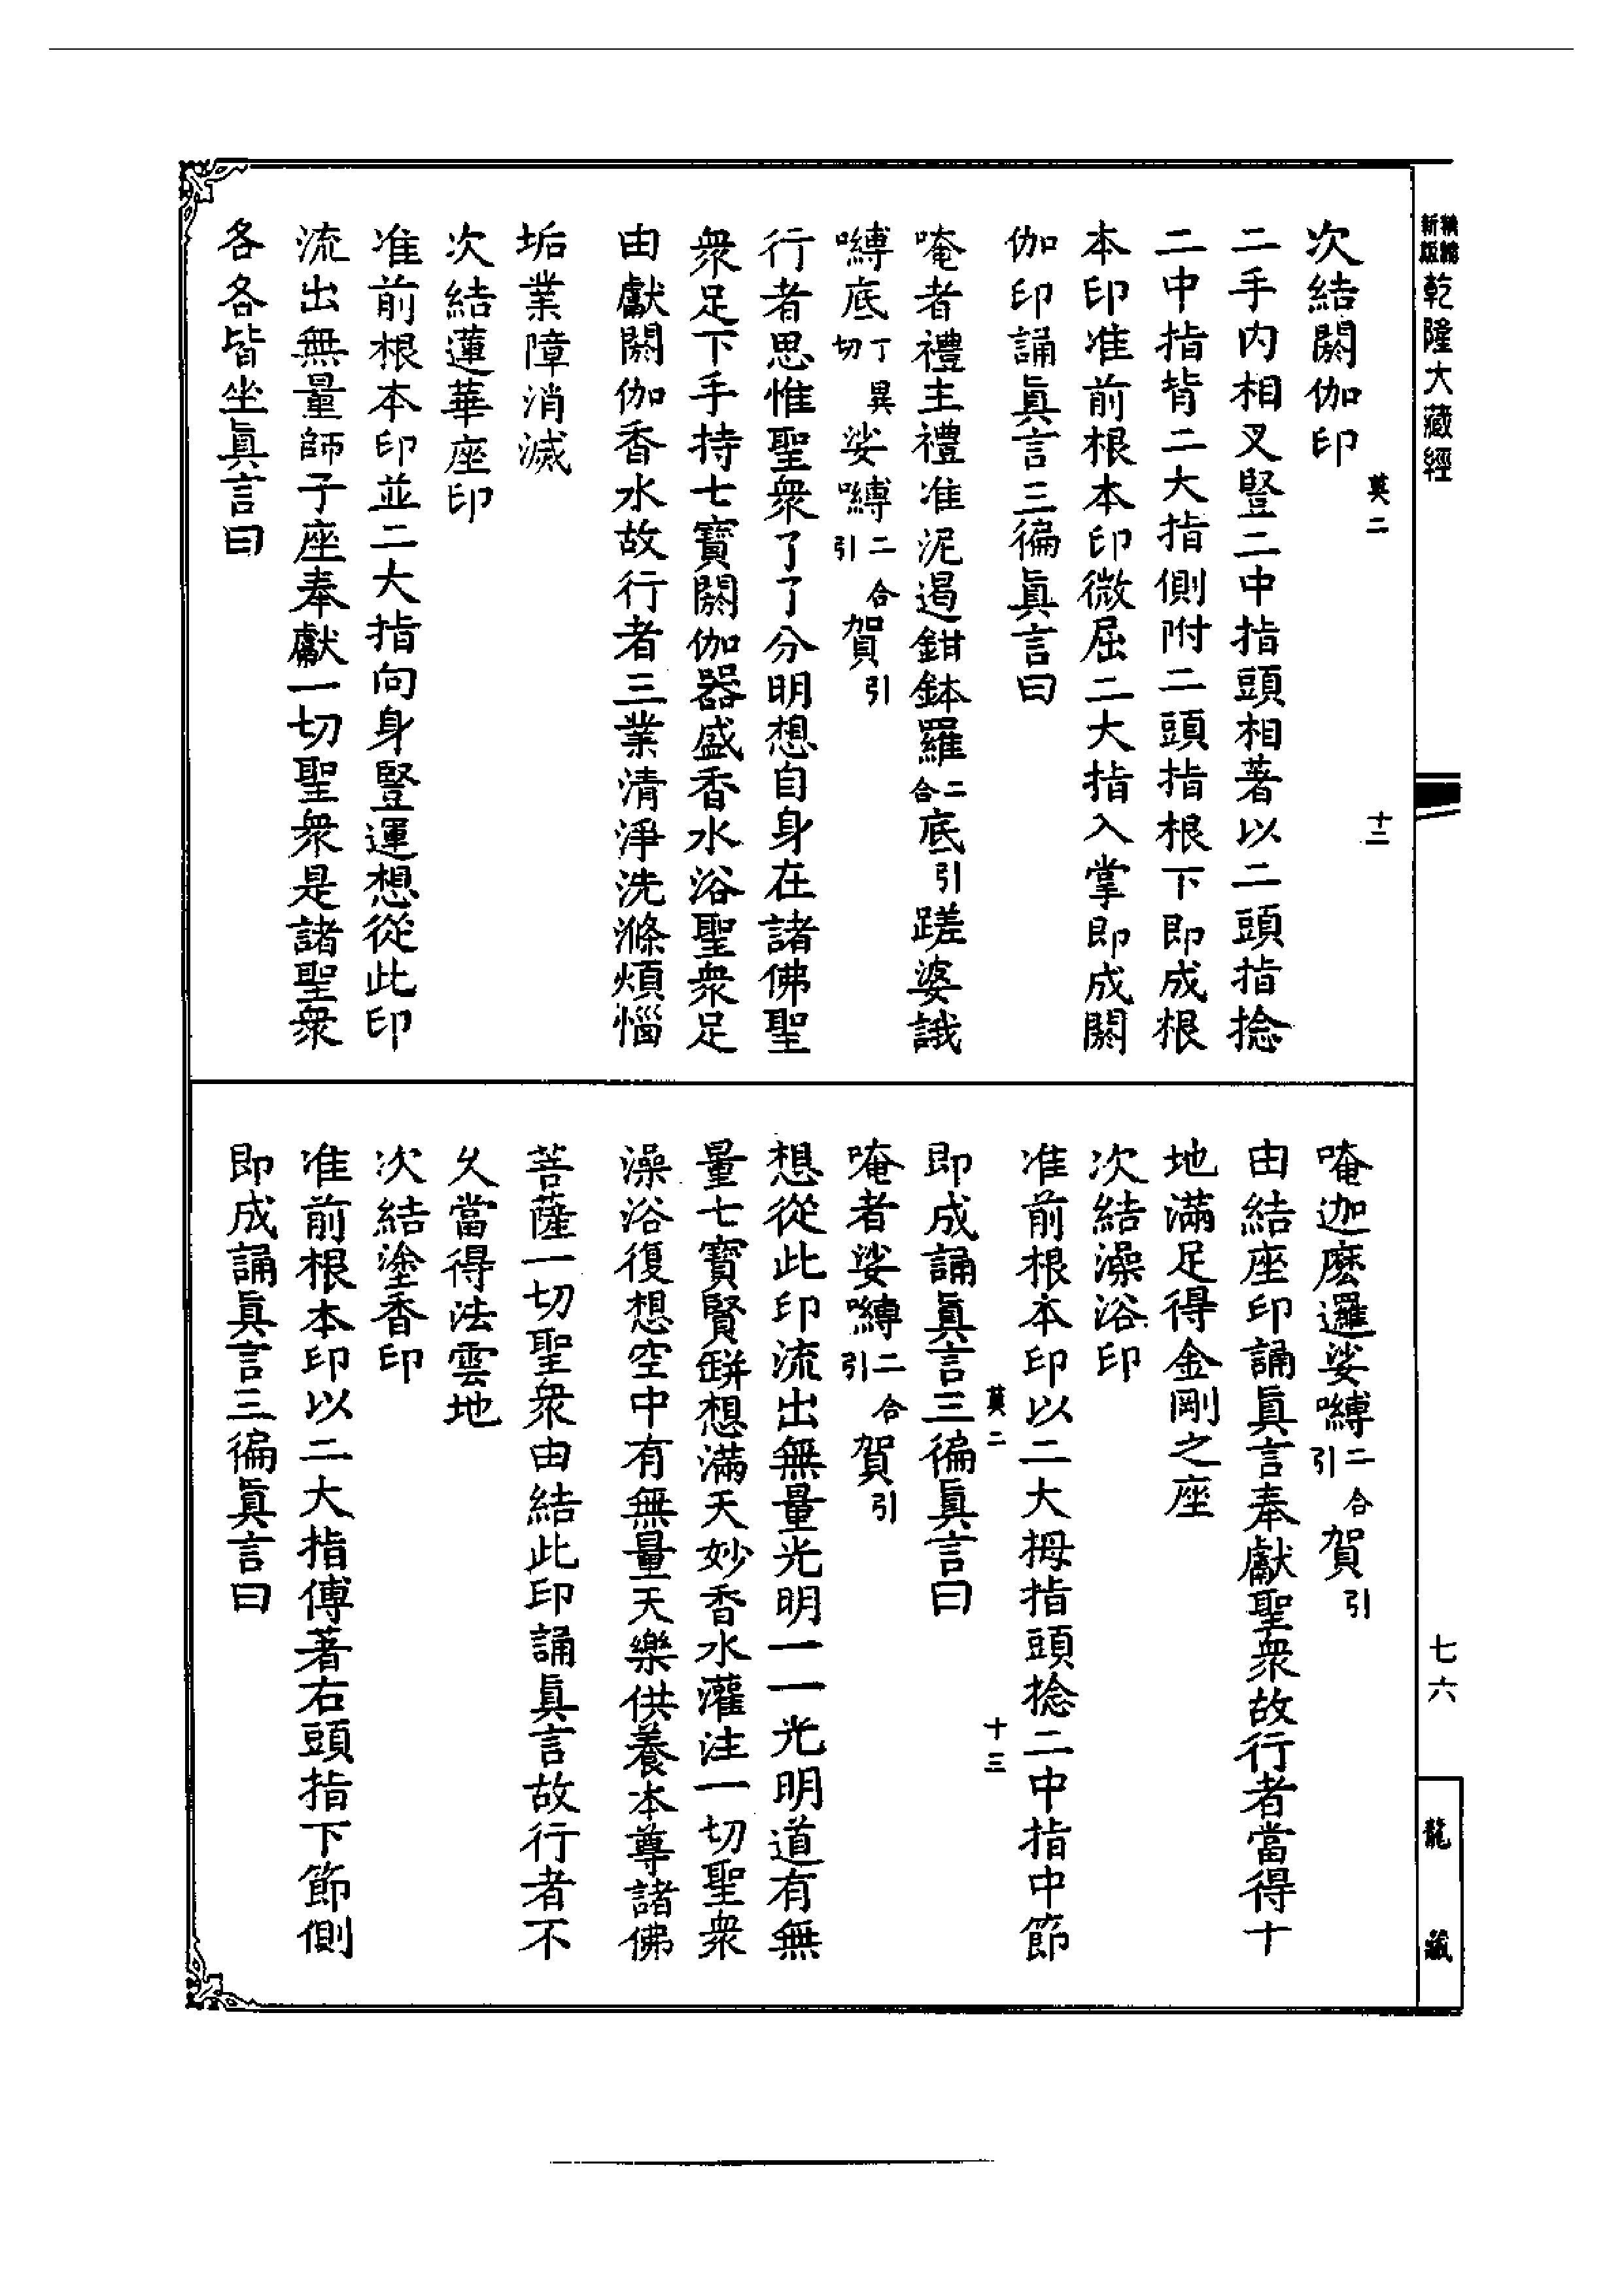 新版精縮乾隆大藏經
七六
龍藏
次結閼伽印
莫二
十二
二手內相叉豎二中指頭相著以二頭指捻
二中指背二大指側附二頭指根下即成根
本印准前根本印微屈二大指入掌即成閼
伽印誦眞言三徧眞言曰
唵者禮主禮准泥遏鉗鉢羅二合底引蹉婆誐
嚩底丁異切娑嚩二合引賀引
行者思惟聖衆了了分明想自身在諸佛聖
衆足下手持七寶閼伽器盛香水浴聖衆足
由獻閼伽香水故行者三業清淨洗滌煩惱
垢業障消滅
次結蓮華座印
准前根本印並二大指向身豎運想從此印
流出無量師子座奉獻一切聖衆是諸聖衆
各各皆坐眞言曰
唵迦麽邏娑嚩二合引賀引
由結座印誦眞言奉獻聖衆故行者當得十
地滿足得金剛之座
次結澡浴印
准前根本印以二大拇指頭捻二中指中節
莫二
十三
即成誦眞言三徧眞言曰
唵者娑嚩二合引賀引
想從此印流出無量光明一一光明道有無
量七寶賢缾想滿天妙香水灌注一切聖衆
澡浴復想空中有無量天樂供養本尊諸佛
菩薩一切聖衆由結此印誦眞言故行者不
久當得法雲地
次結塗香印
准前根本印以二大指傅著右頭指下節側
即成誦眞言三徧眞言曰